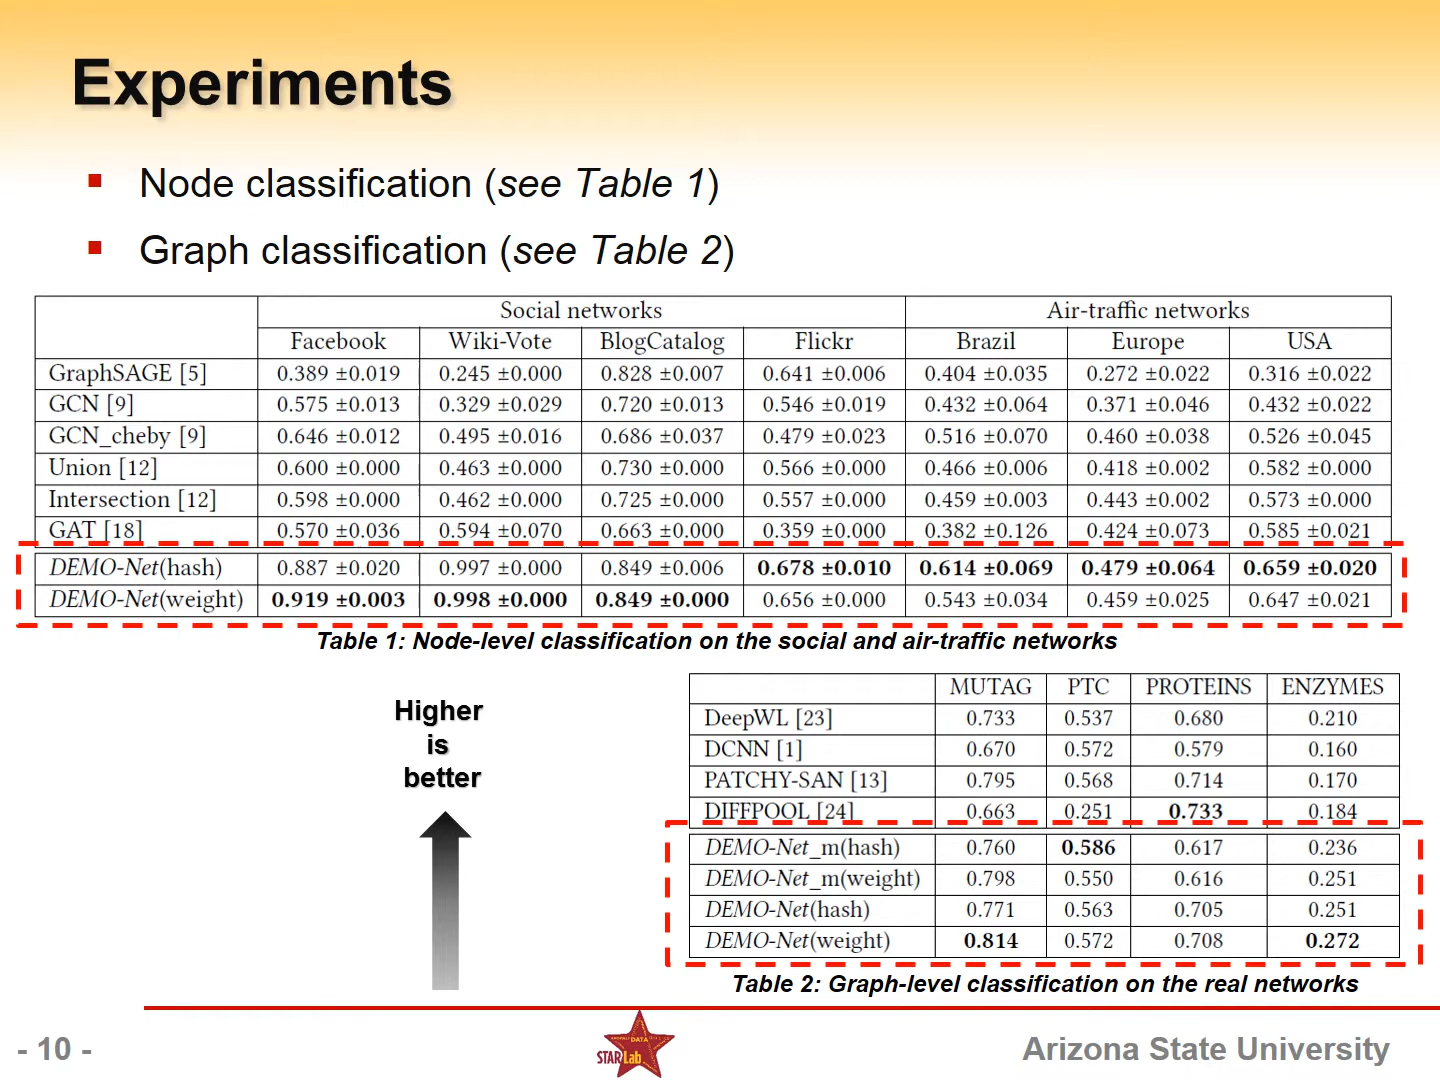 Experiments
Node classification (see Table 1)
Graph classification (see Table 2)
Social networks Air-traffic networks
Facebook Wiki-Vote BlogCatalog Flickr Brazil Europe USA
GraphSAGE [5] 0.389 ±0.019 0.245 ±0.000 0.828 ±0.007 0.641 ±0.006 0.404 ±0.035 0.272 ±0.022 0.316 ±0.022
GCN [9] 0.575 ±0.013 0.329 ±0.029 0.720 ±0.013 0.546 ±0.019 0.432 ±0.064 0.371 ±0.046 0.432 ±0.022
GCN_cheby [9] 0.646 ±0.012 0.495 ±0.016 0.686 ±0.037 0.479 ±0.023 0.516 ±0.070 0.460 ±0.038 0.526 ±0.045
Union [12] 0.600 ±0.000 0.463 ±0.000 0.730 ±0.000 0.566 ±0.000 0.466 ±0.006 0.418 ±0.002 0.582 ±0.000
Intersection [12] 0.598 ±0.000 0.462 ±0.000 0.725 ±0.000 0.557 ±0.000 0.459 ±0.003 0.443 ±0.002 0.573 ±0.000
GAT [18] 0.570 ±0.036 0.594 ±0.070 0.663 ±0.000 0.359 ±0.000 0.382 ±0.126 0.424 ±0.073 0.585 ±0.021
DEMO-Net(hash) 0.887 ±0.020 0.997 ±0.000 0.849 ±0.006 0.678 ±0.010 0.614 ±0.069 0.479 ±0.064 0.659 ±0.020
DEMO-Net(weight) 0.919 ±0.003 0.998 ±0.000 0.849 ±0.000 0.656 ±0.000 0.543 ±0.034 0.459 ±0.025 0.647 ±0.021
Table 1: Node-level classification on the social and air-traffic networks
Higher
is
better
MUTAG PTC PROTEINS ENZYMES
DeepWL [23] 0.733 0.537 0.680 0.210
DCNN [1] 0.670 0.572 0.579 0.160
PATCHY-SAN [13] 0.795 0.568 0.714 0.170
DIFFPOOL [24] 0.663 0.251 0.733 0.184
DEMO-Net_m(hash) 0.760 0.586 0.617 0.236
DEMO-Net_m(weight) 0.798 0.550 0.616 0.251
DEMO-Net(hash) 0.771 0.563 0.705 0.251
DEMO-Net(weight) 0.814 0.572 0.708 0.272
Table 2: Graph-level classification on the real networks
- 10 -
DATA
STAR Lab
Arizona State University